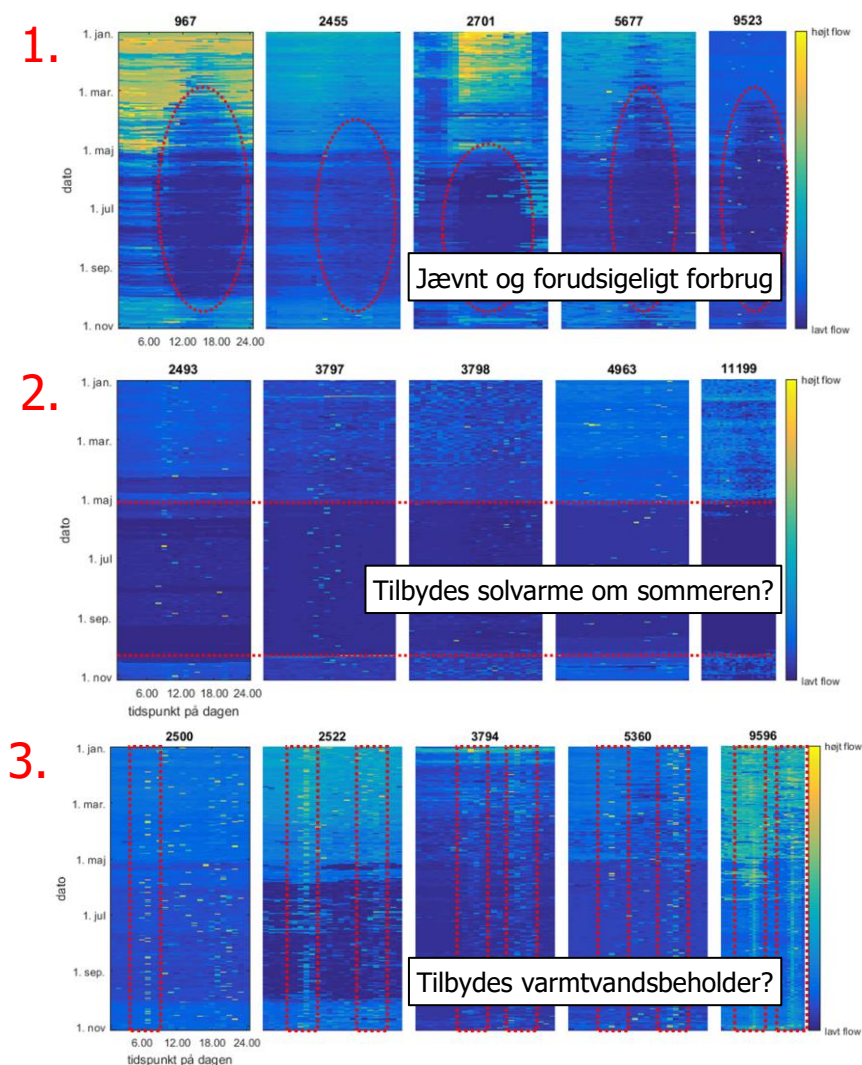 1.
967 2455 2701 5677 9523
1. jan.
1. mar.
1. maj
1. jul
1. sep.
1. nov
dato
6.00 12.00 18.00 24.00
højt flow
lavt flow
Jævnt og forudsigeligt forbrug
2.
2493 3797 3798 4963 11199
1. jan.
1. mar.
1. maj
1. jul
1. sep.
1. nov
dato
6.00 12.00 18.00 24.00
tidspunkt på dagen
højt flow
lavt flow
Tilbydes solvarme om sommeren?
3.
2500 2522 3794 5360 9596
1. jan.
1. mar.
1. maj
1. jul
1. sep.
1. nov
dato
6.00 12.00 18.00 24.00
tidspunkt på dagen
højt flow
lavt flow
Tilbydes varmtvandsbeholder?